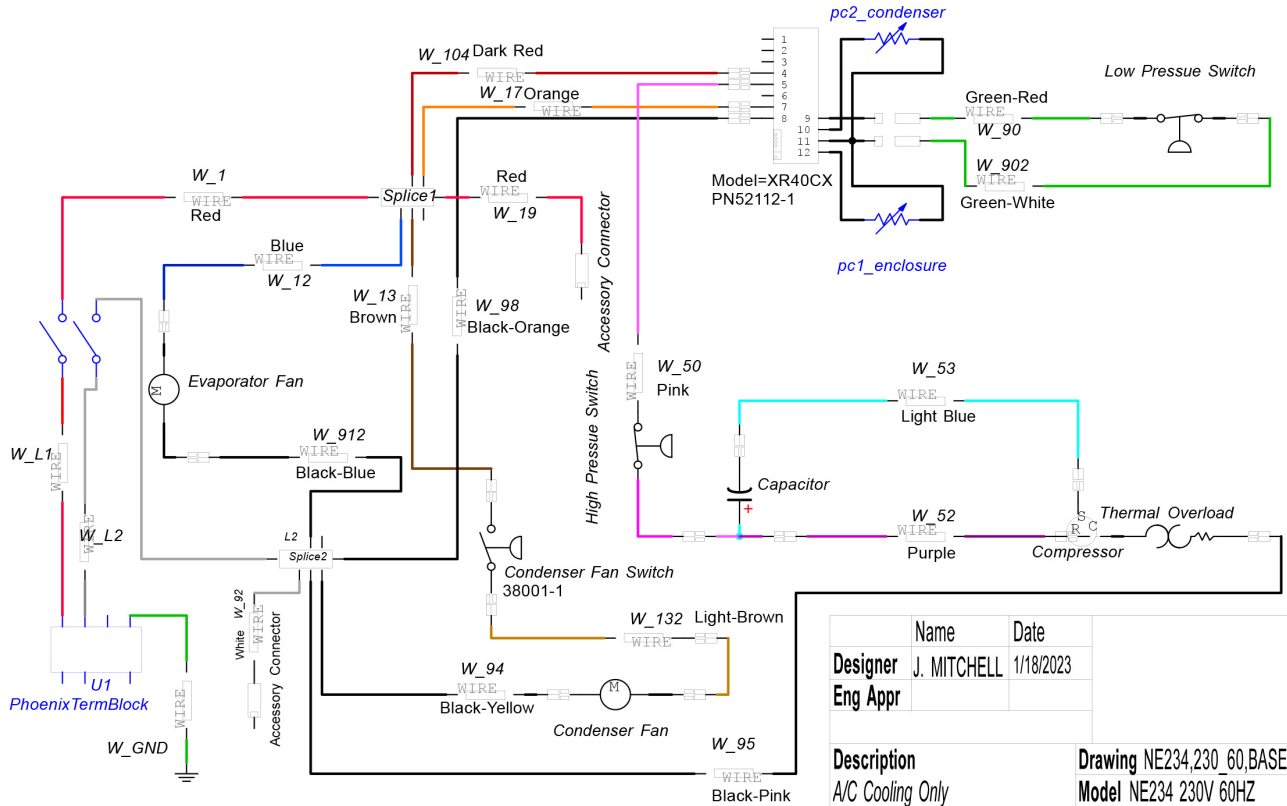 pc2_condenser
W_104 Dark Red
WIRE
W_17 Orange
WIRE
1
2
3
4
5
6
7
8
9
10
11
12
Model=XR40CX
PN52112-1
Low Pressue Switch
Green-Red
WIRE
W_90
W_902
WIRE
Green-White
pc1_enclosure
W_1
WIRE
Red
Splice1
Red
WIRE
W_19
Blue
WIRE
W_12
W_13
Brown
WIRE
W_98
Black-Orange
WIRE
Accessory Connector
High Pressue Switch
W_50
Pink
WIRE
W_53
WIRE
Light Blue
M
Evaporator Fan
W_912
WIRE
Black-Blue
W_L1
WIRE
W_L2
WIRE
Capacitor
+
W_52
WIRE
Purple
S
R
C
Compressor
Thermal Overload
L2
Splice2
Condenser Fan Switch
38001-1
W_92
WIRE
White
Accessory Connector
W_132
WIRE
Light-Brown
W_94
WIRE
Black-Yellow
M
Condenser Fan
U1
PhoenixTermBlock
WIRE
W_GND
W_95
WIRE
Black-Pink
Name Date
Designer J. MITCHELL 1/18/2023
Eng Appr
Description
A/C Cooling Only
Drawing NE234,230_60,BASE
Model NE234 230V 60HZ